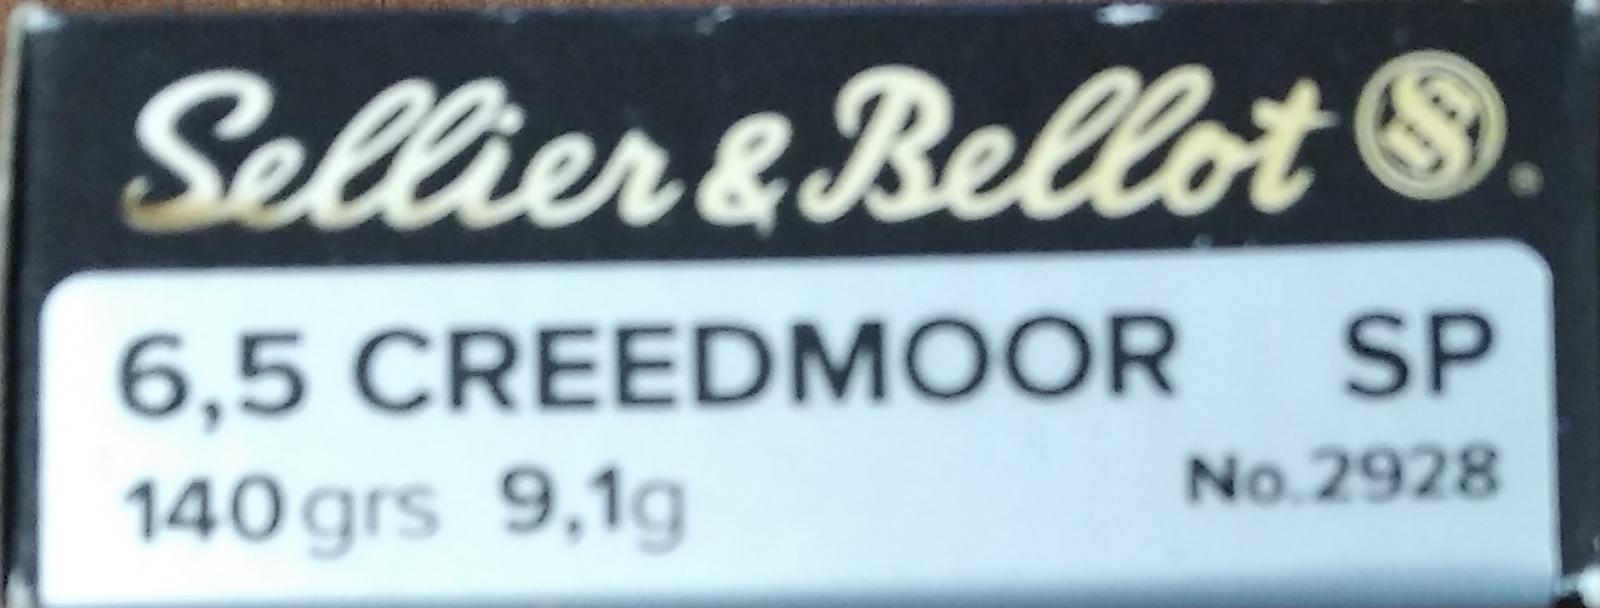 Sellier & Bellot
6,5 CREEDMOOR SP
140 grs 9,1g No.2928